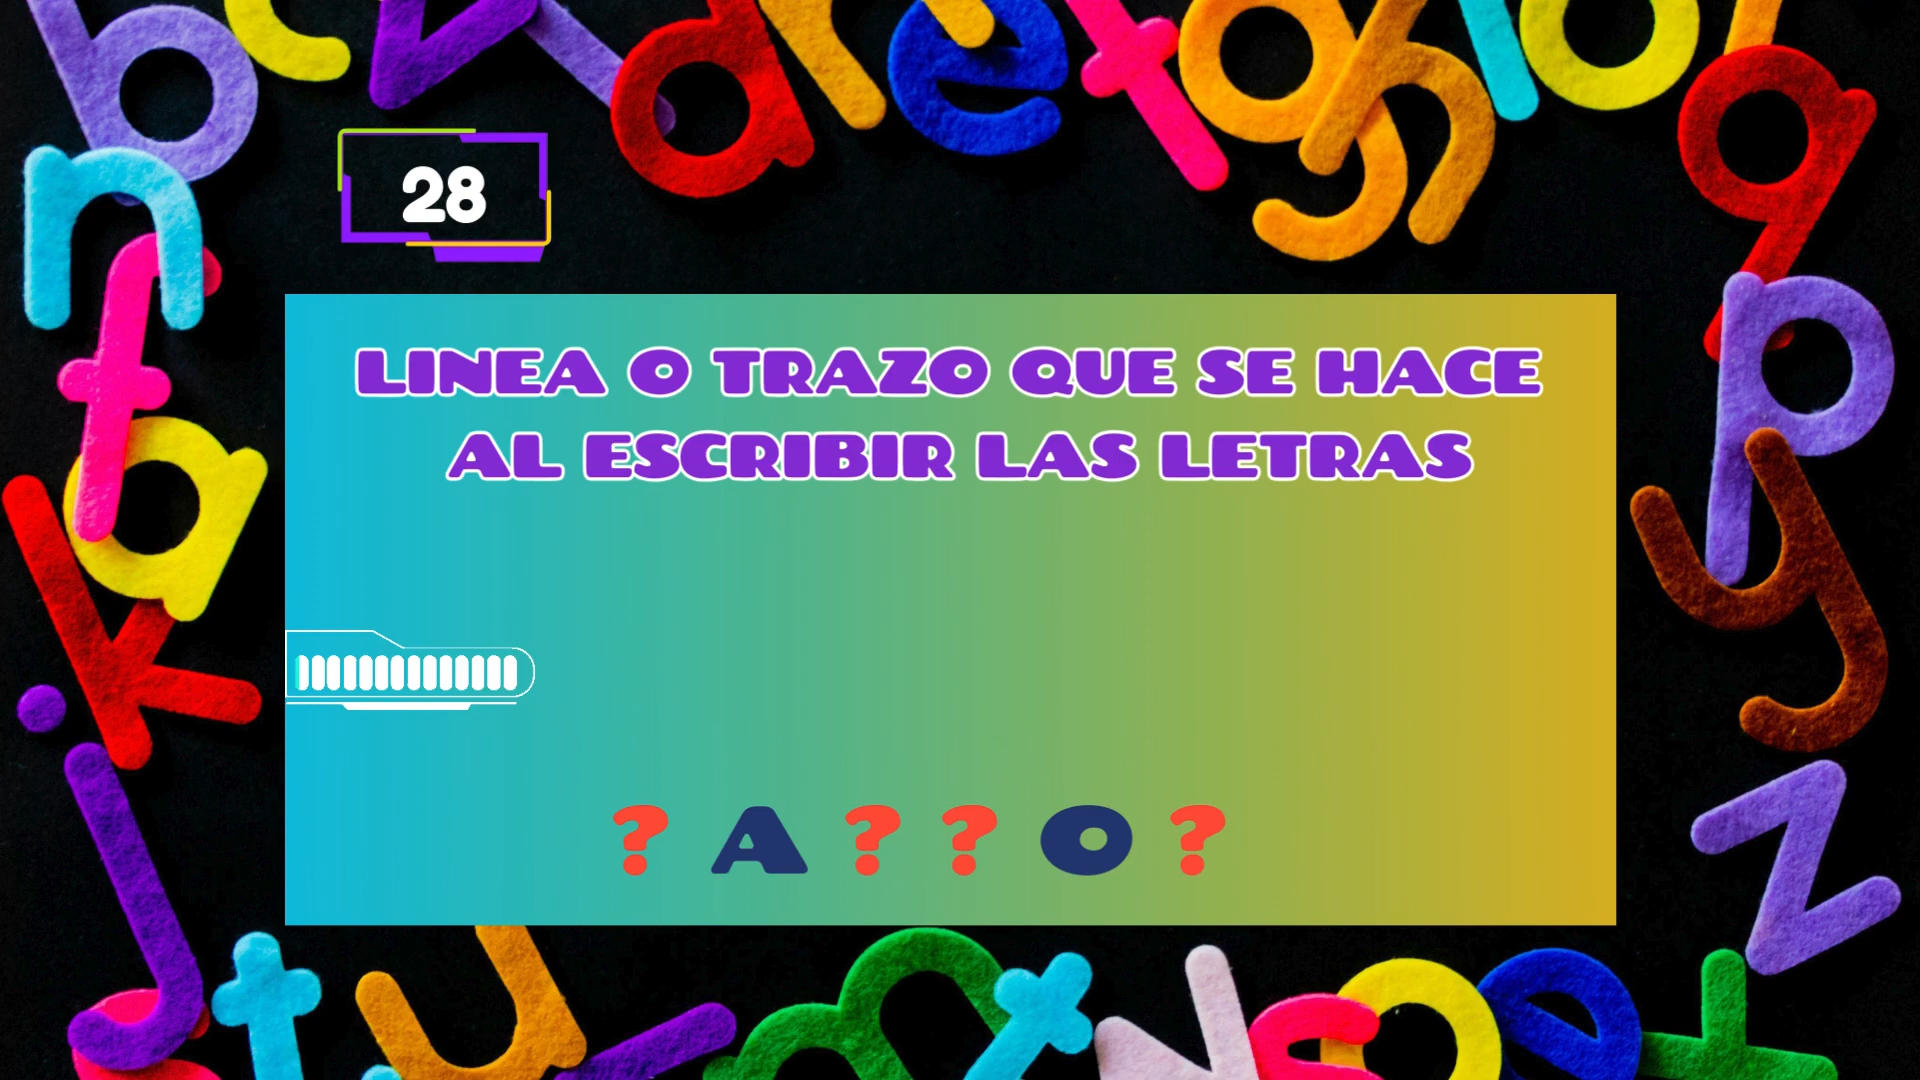 28
LINEA O TRAZO QUE SE HACE
AL ESCRIBIR LAS LETRAS
? A ? ? O ?